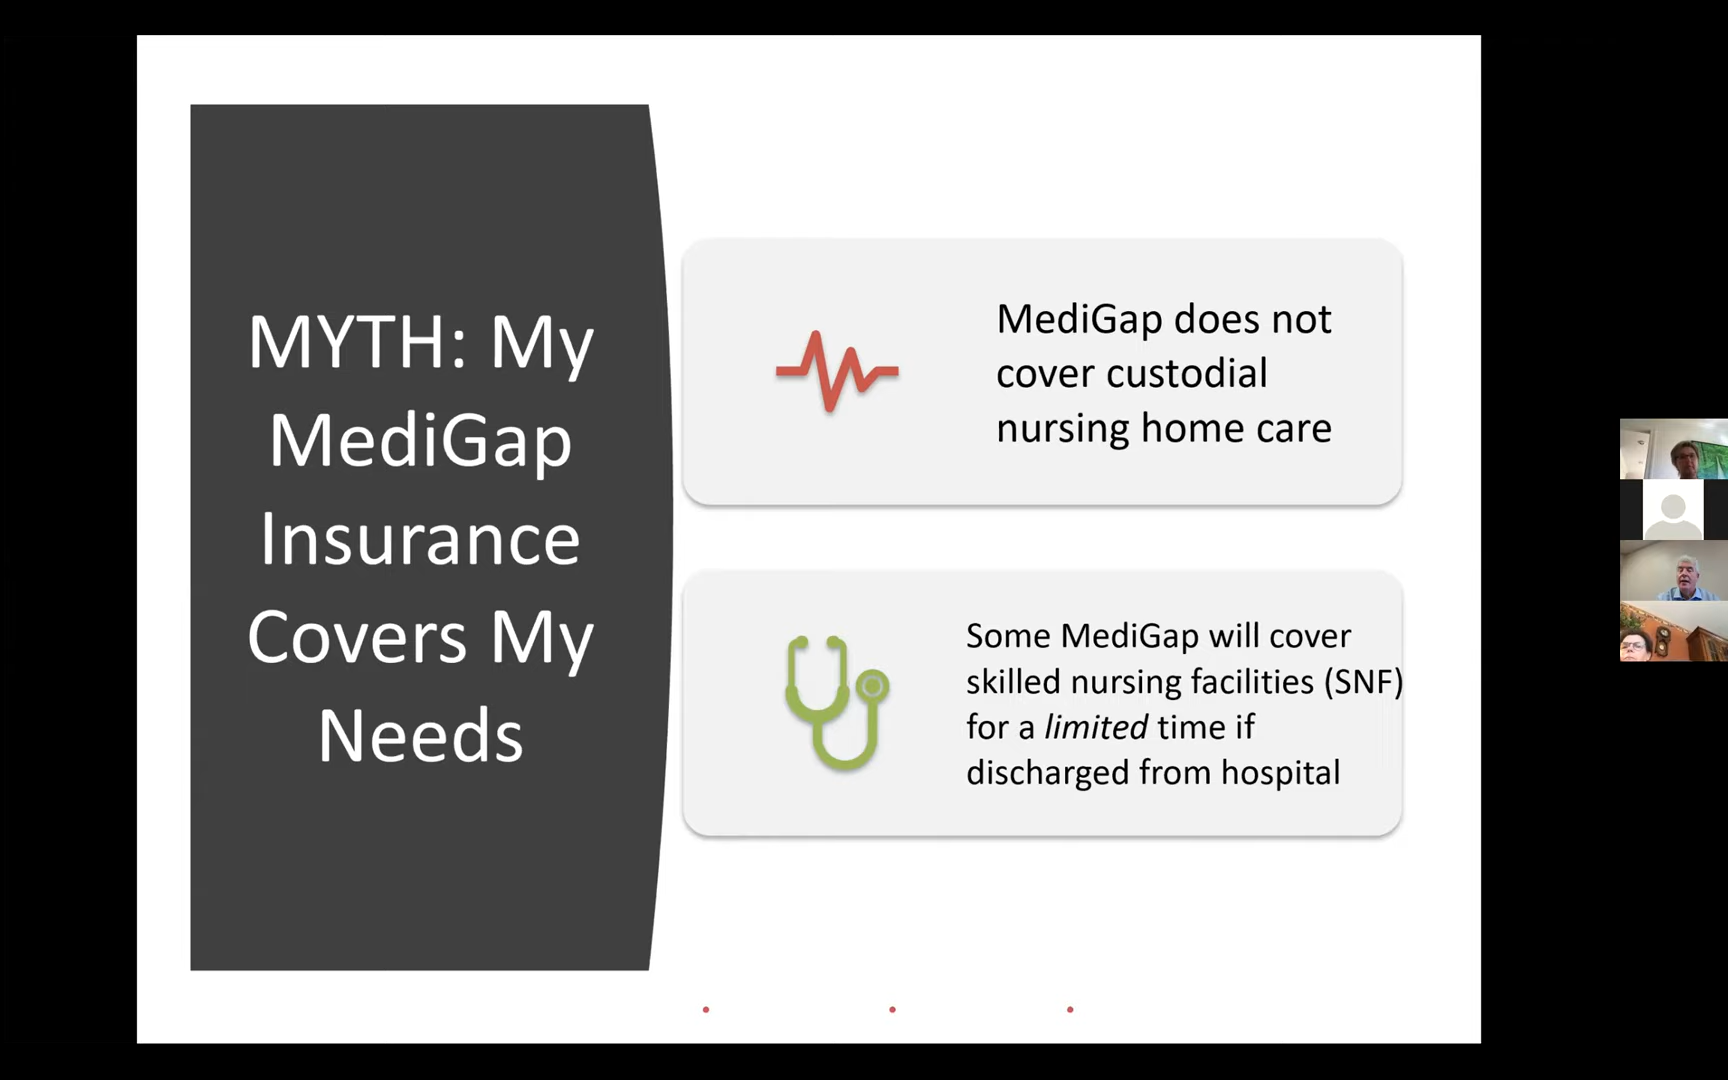 MYTH: My
MediGap
Insurance
Covers My
Needs
MediGap does not
cover custodial
nursing home care
Some MediGap will cover
skilled nursing facilities (SNF)
for a limited time if
discharged from hospital